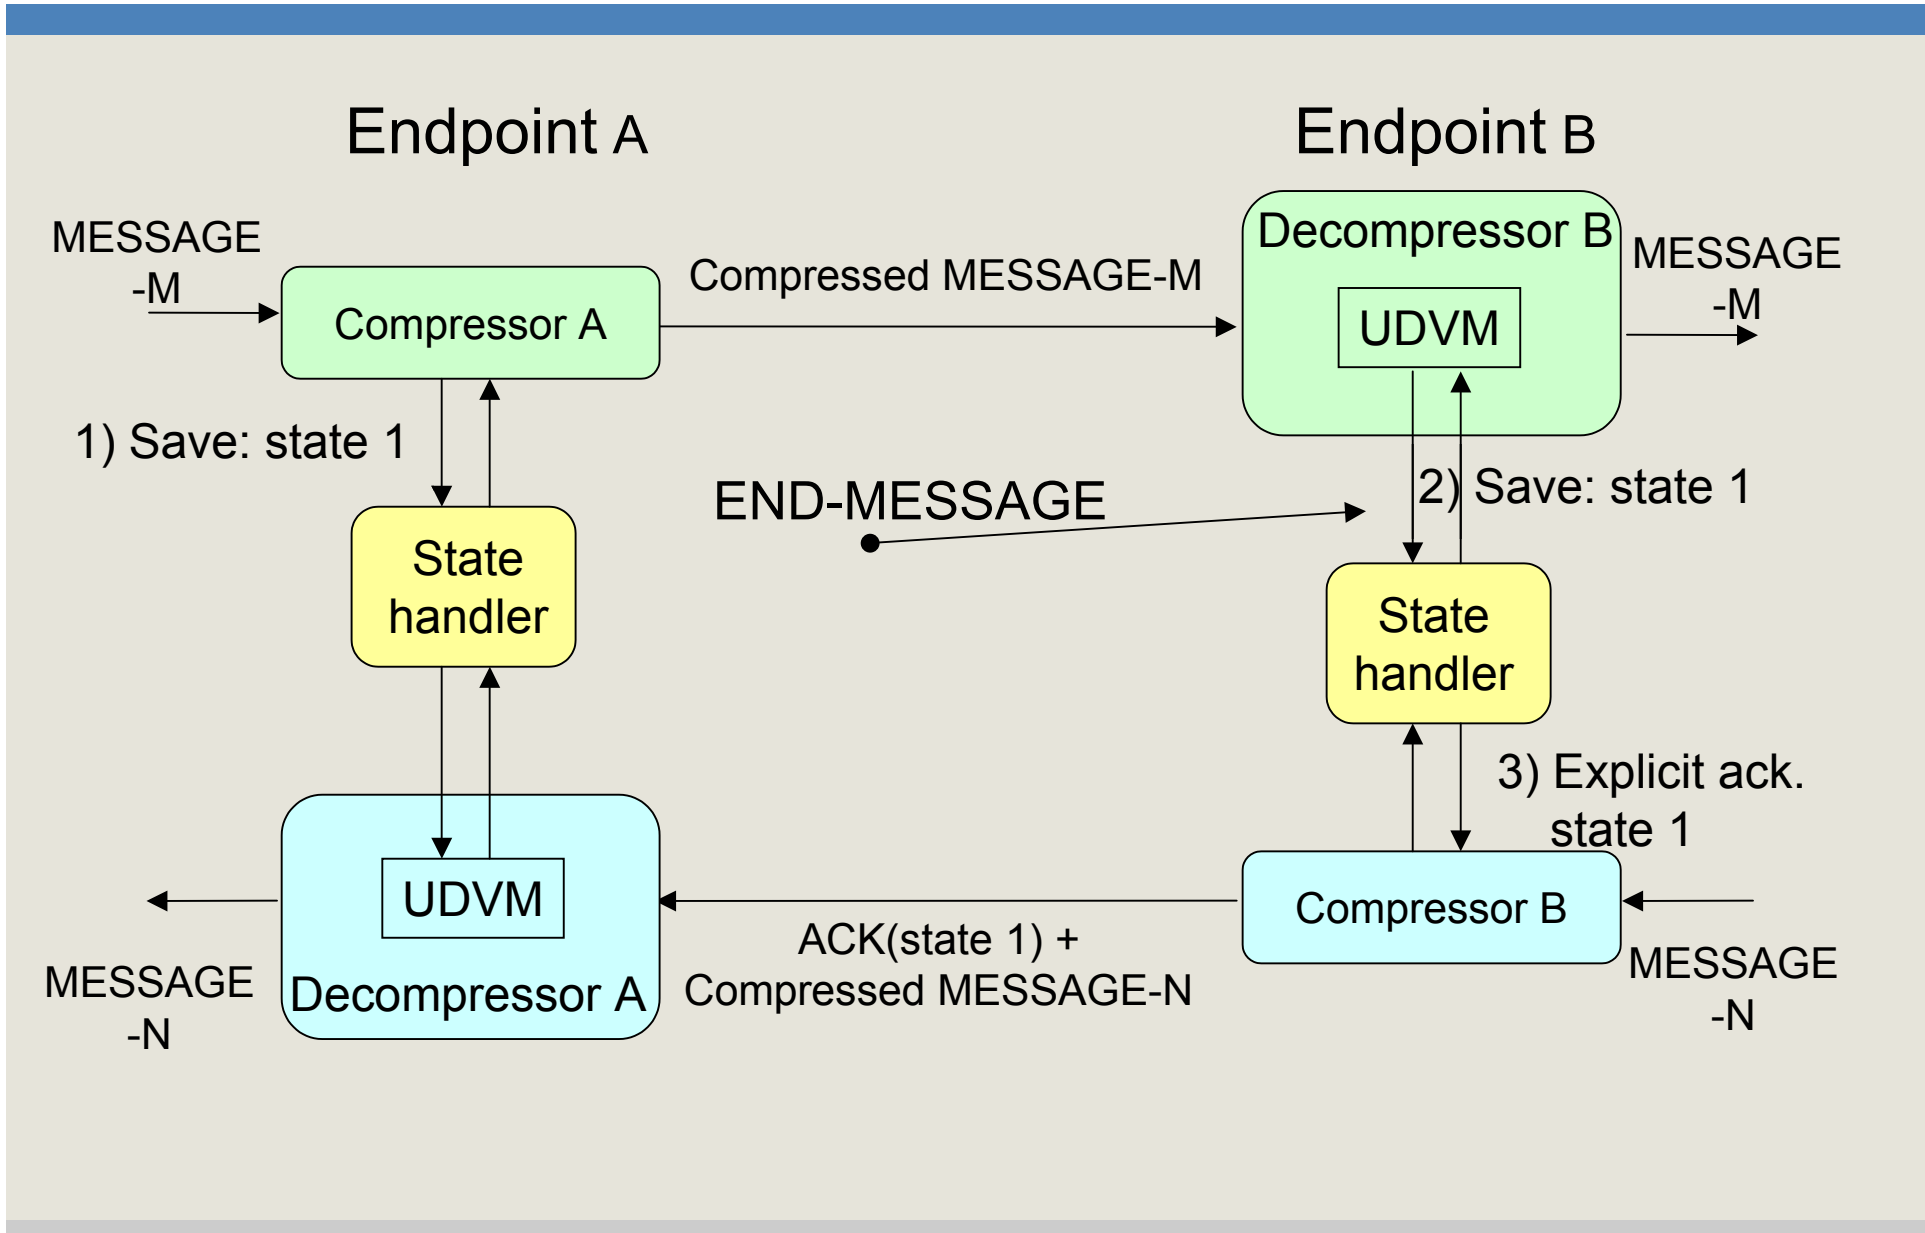 Endpoint A
Endpoint B
MESSAGE
-M
Compressor A
Compressed MESSAGE-M
Decompressor B
UDVM
MESSAGE
-M
1) Save: state 1
END-MESSAGE
2) Save: state 1
State
handler
State
handler
3) Explicit ack.
state 1
UDVM
Decompressor A
MESSAGE
-N
ACK(state 1) +
Compressed MESSAGE-N
Compressor B
MESSAGE
-N